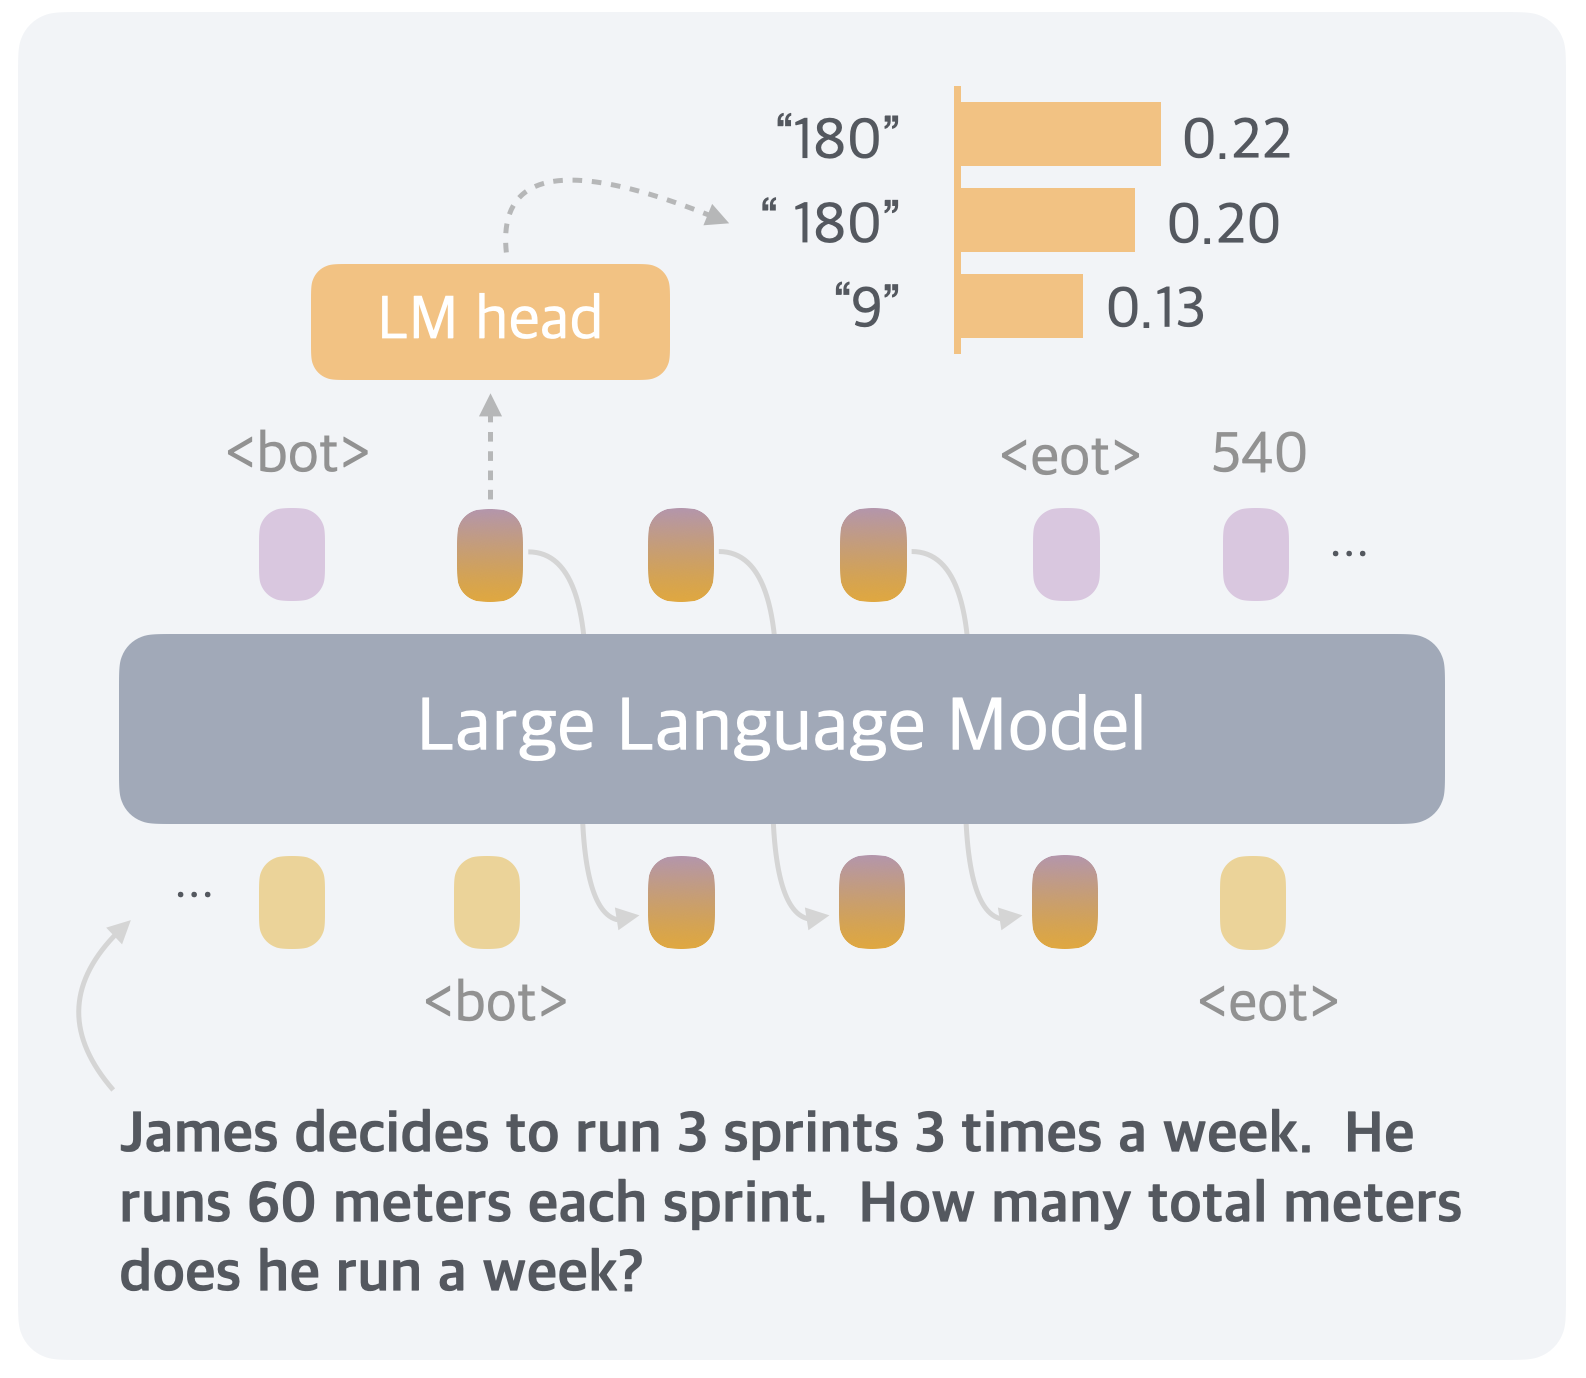 “180” 0.22
“ 180” 0.20
“9” 0.13
LM head
<bot> <eot> 540
...
Large Language Model
...
<bot> <eot>
James decides to run 3 sprints 3 times a week. He
runs 60 meters each sprint. How many total meters
does he run a week?